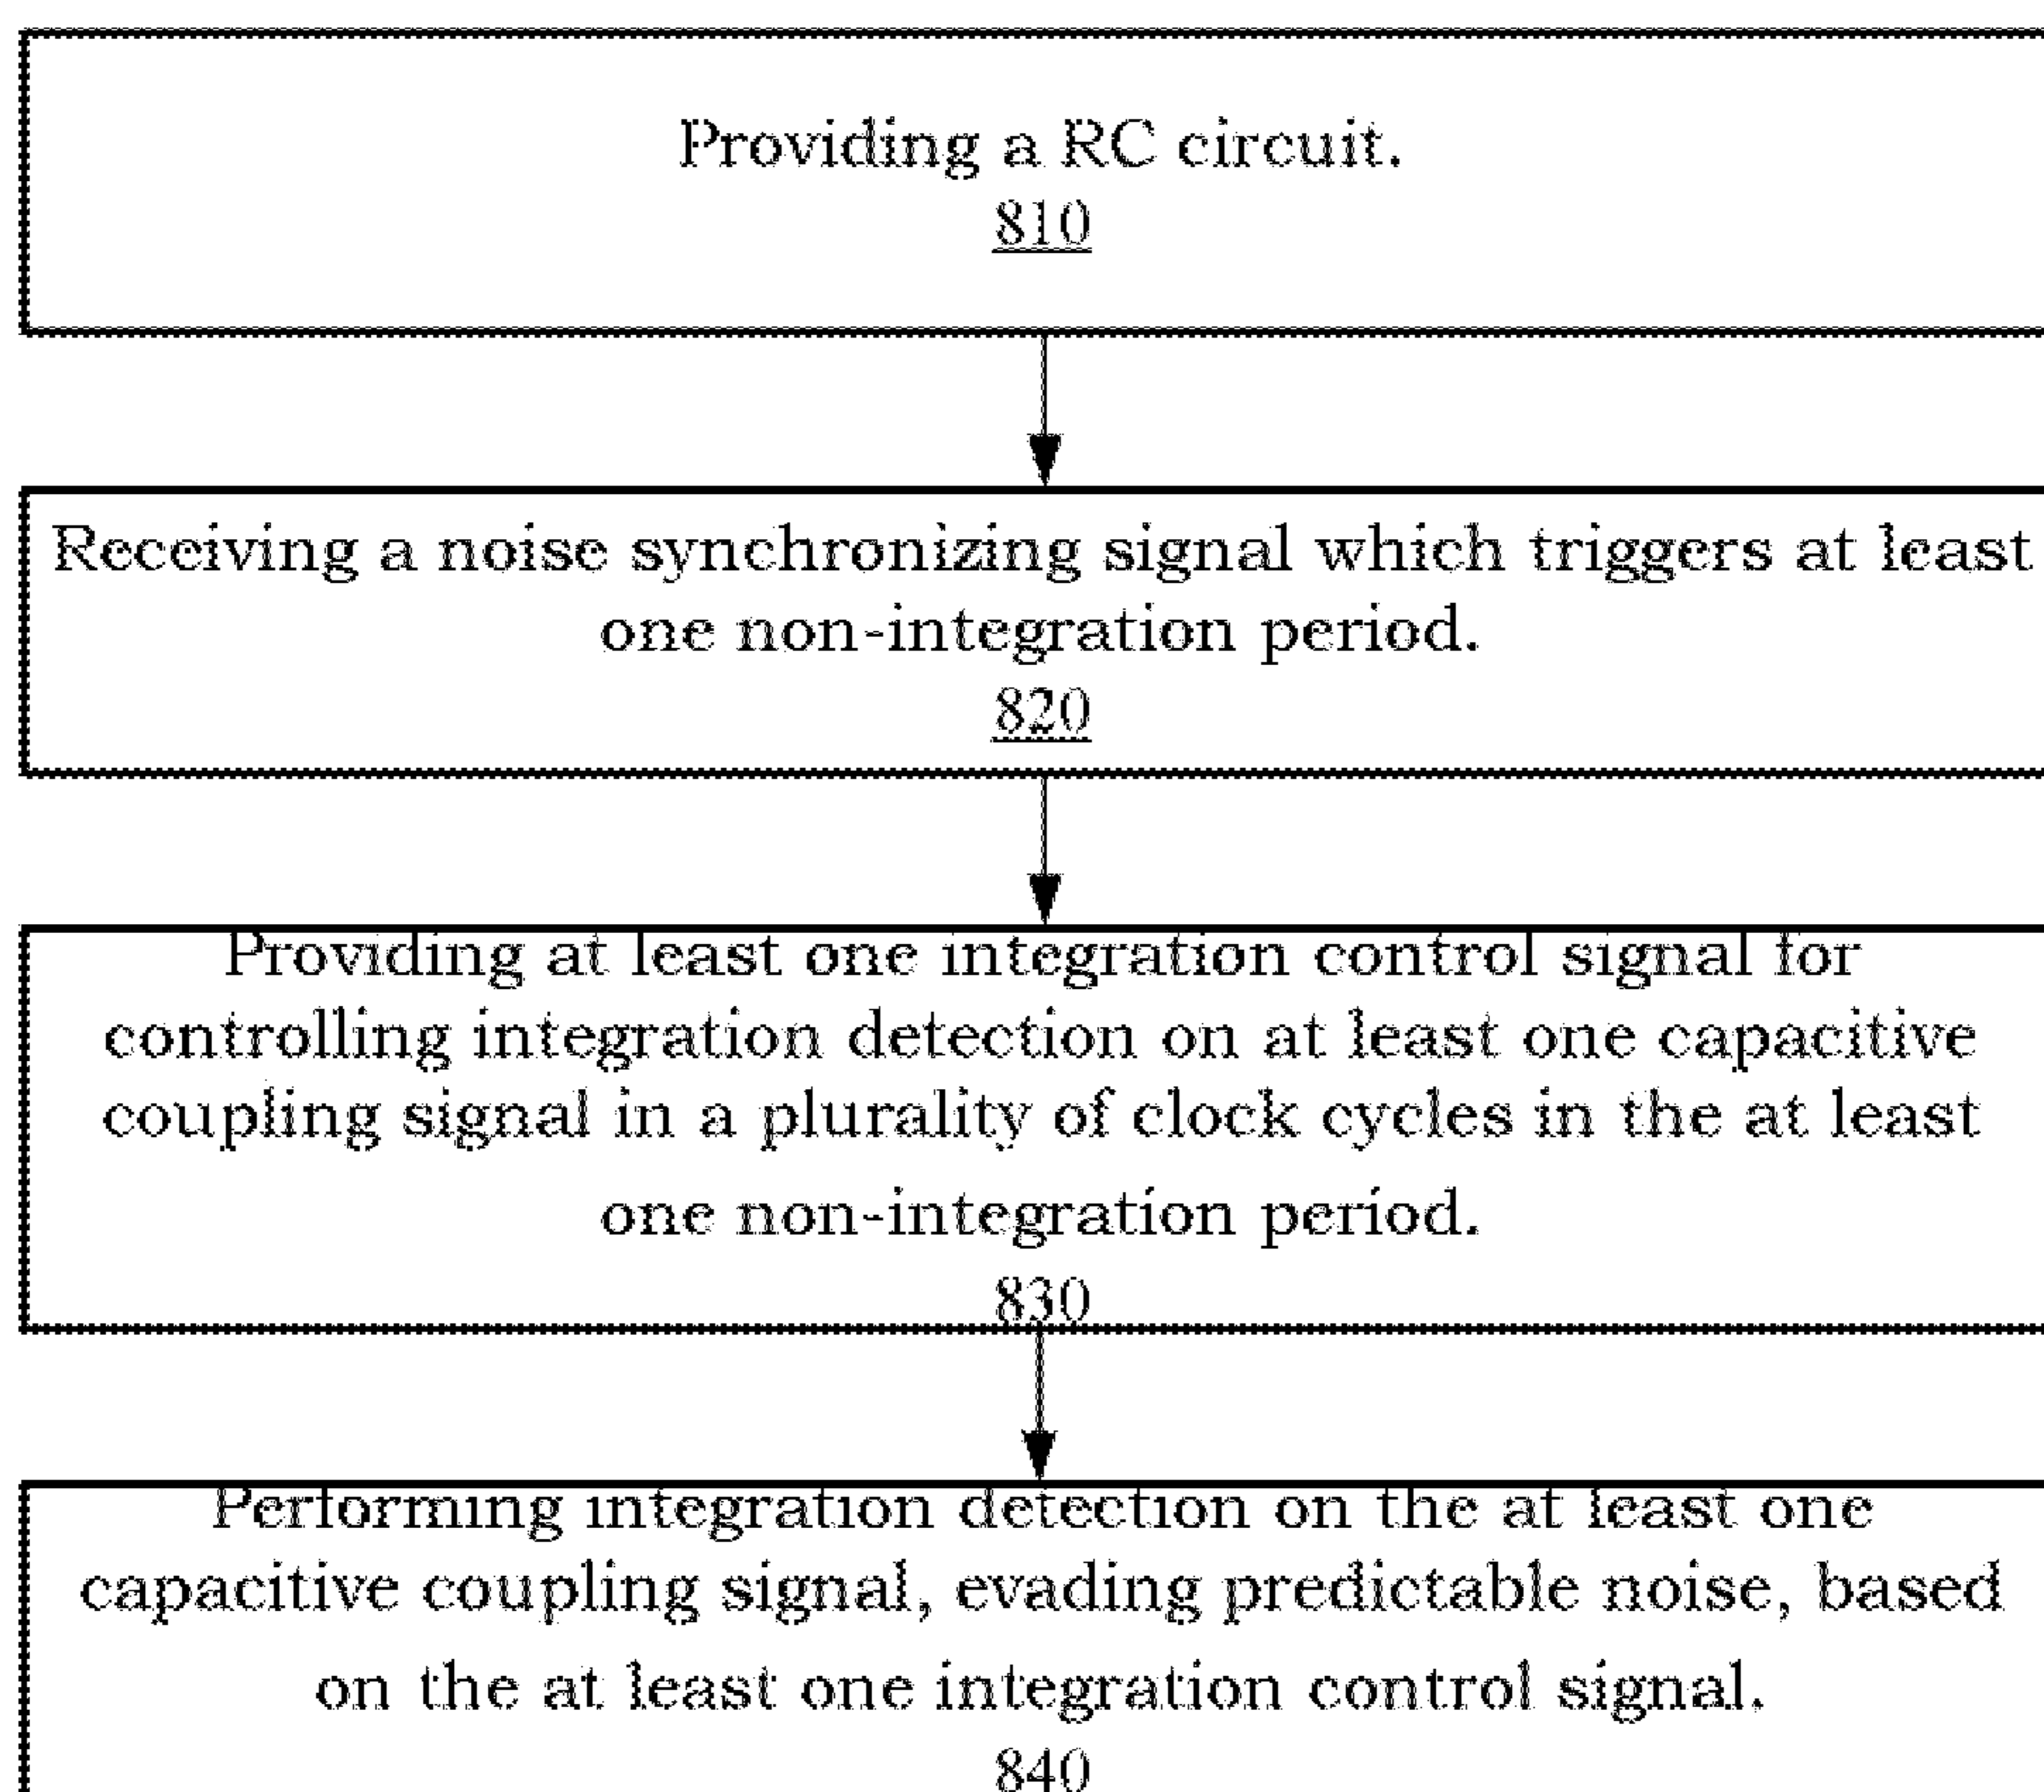 Providing a RC circuit.
810
Receiving a noise synchronizing signal which triggers at least
one non-integration period.
820
Providing at least one integration control signal for
controlling integration detection on at least one capacitive
coupling signal in a plurality of clock cycles in the at least
one non-integration period.
830
Performing integration detection on the at least one
capacitive coupling signal, evading predictable noise, based
on the at least one integration control signal.
840